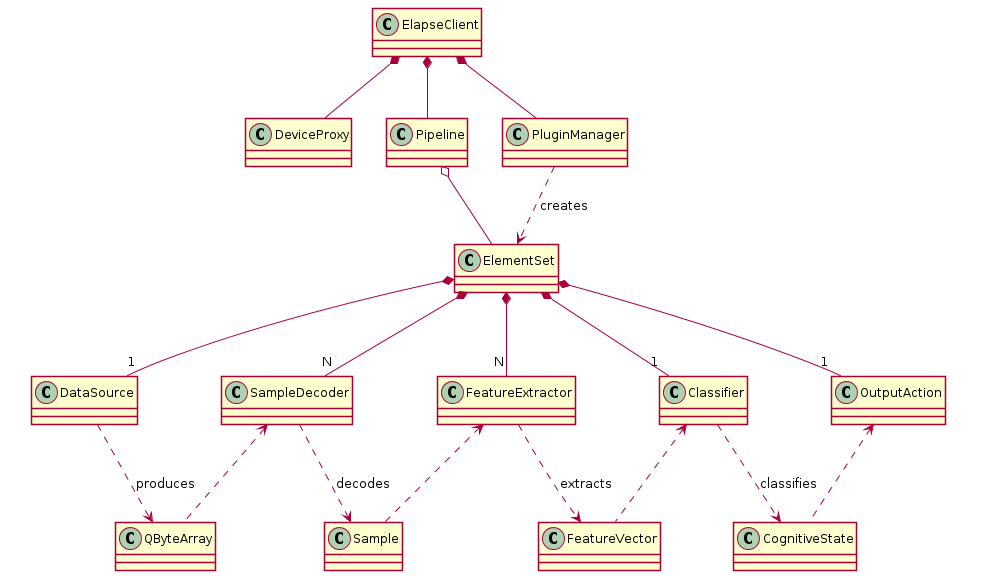 C ElapseClient
C DeviceProxy
C Pipeline
C PluginManager
creates
C ElementSet
1
N
N
1
1
C DataSource
C SampleDecoder
C FeatureExtractor
C Classifier
C OutputAction
produces
decodes
extracts
classifies
C QByteArray
C Sample
C FeatureVector
C CognitiveState